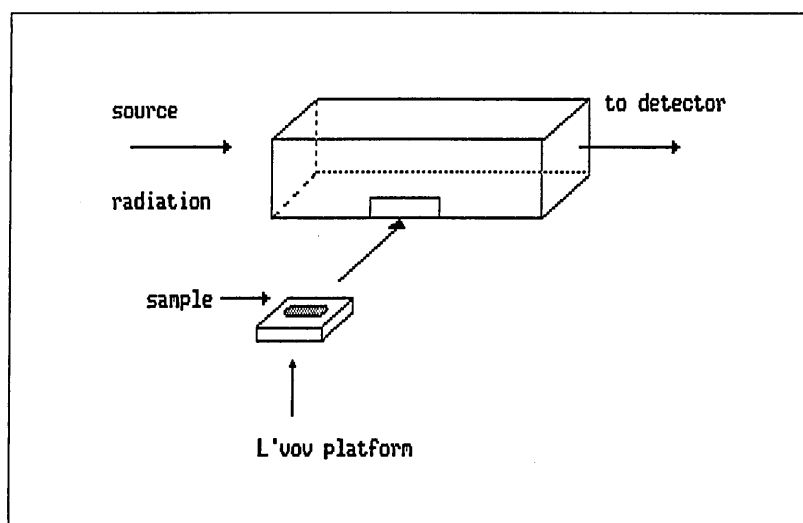 source
to detector
radiation
sample
L'vov platform